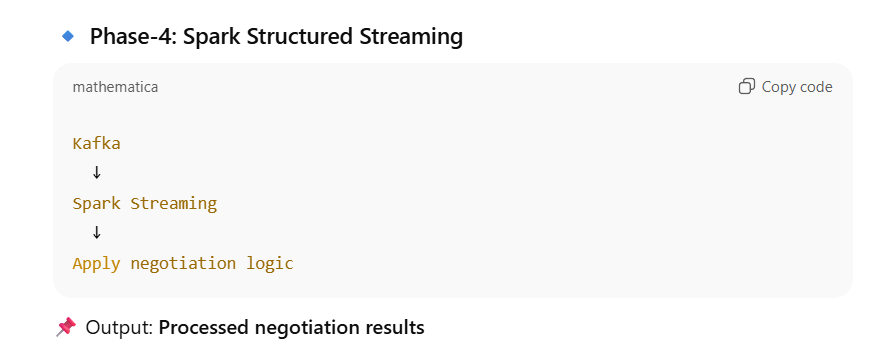 🔹 Phase-4: Spark Structured Streaming
mathematica Copy code
Kafka
↓
Spark Streaming
↓
Apply negotiation logic
📌 Output: Processed negotiation results